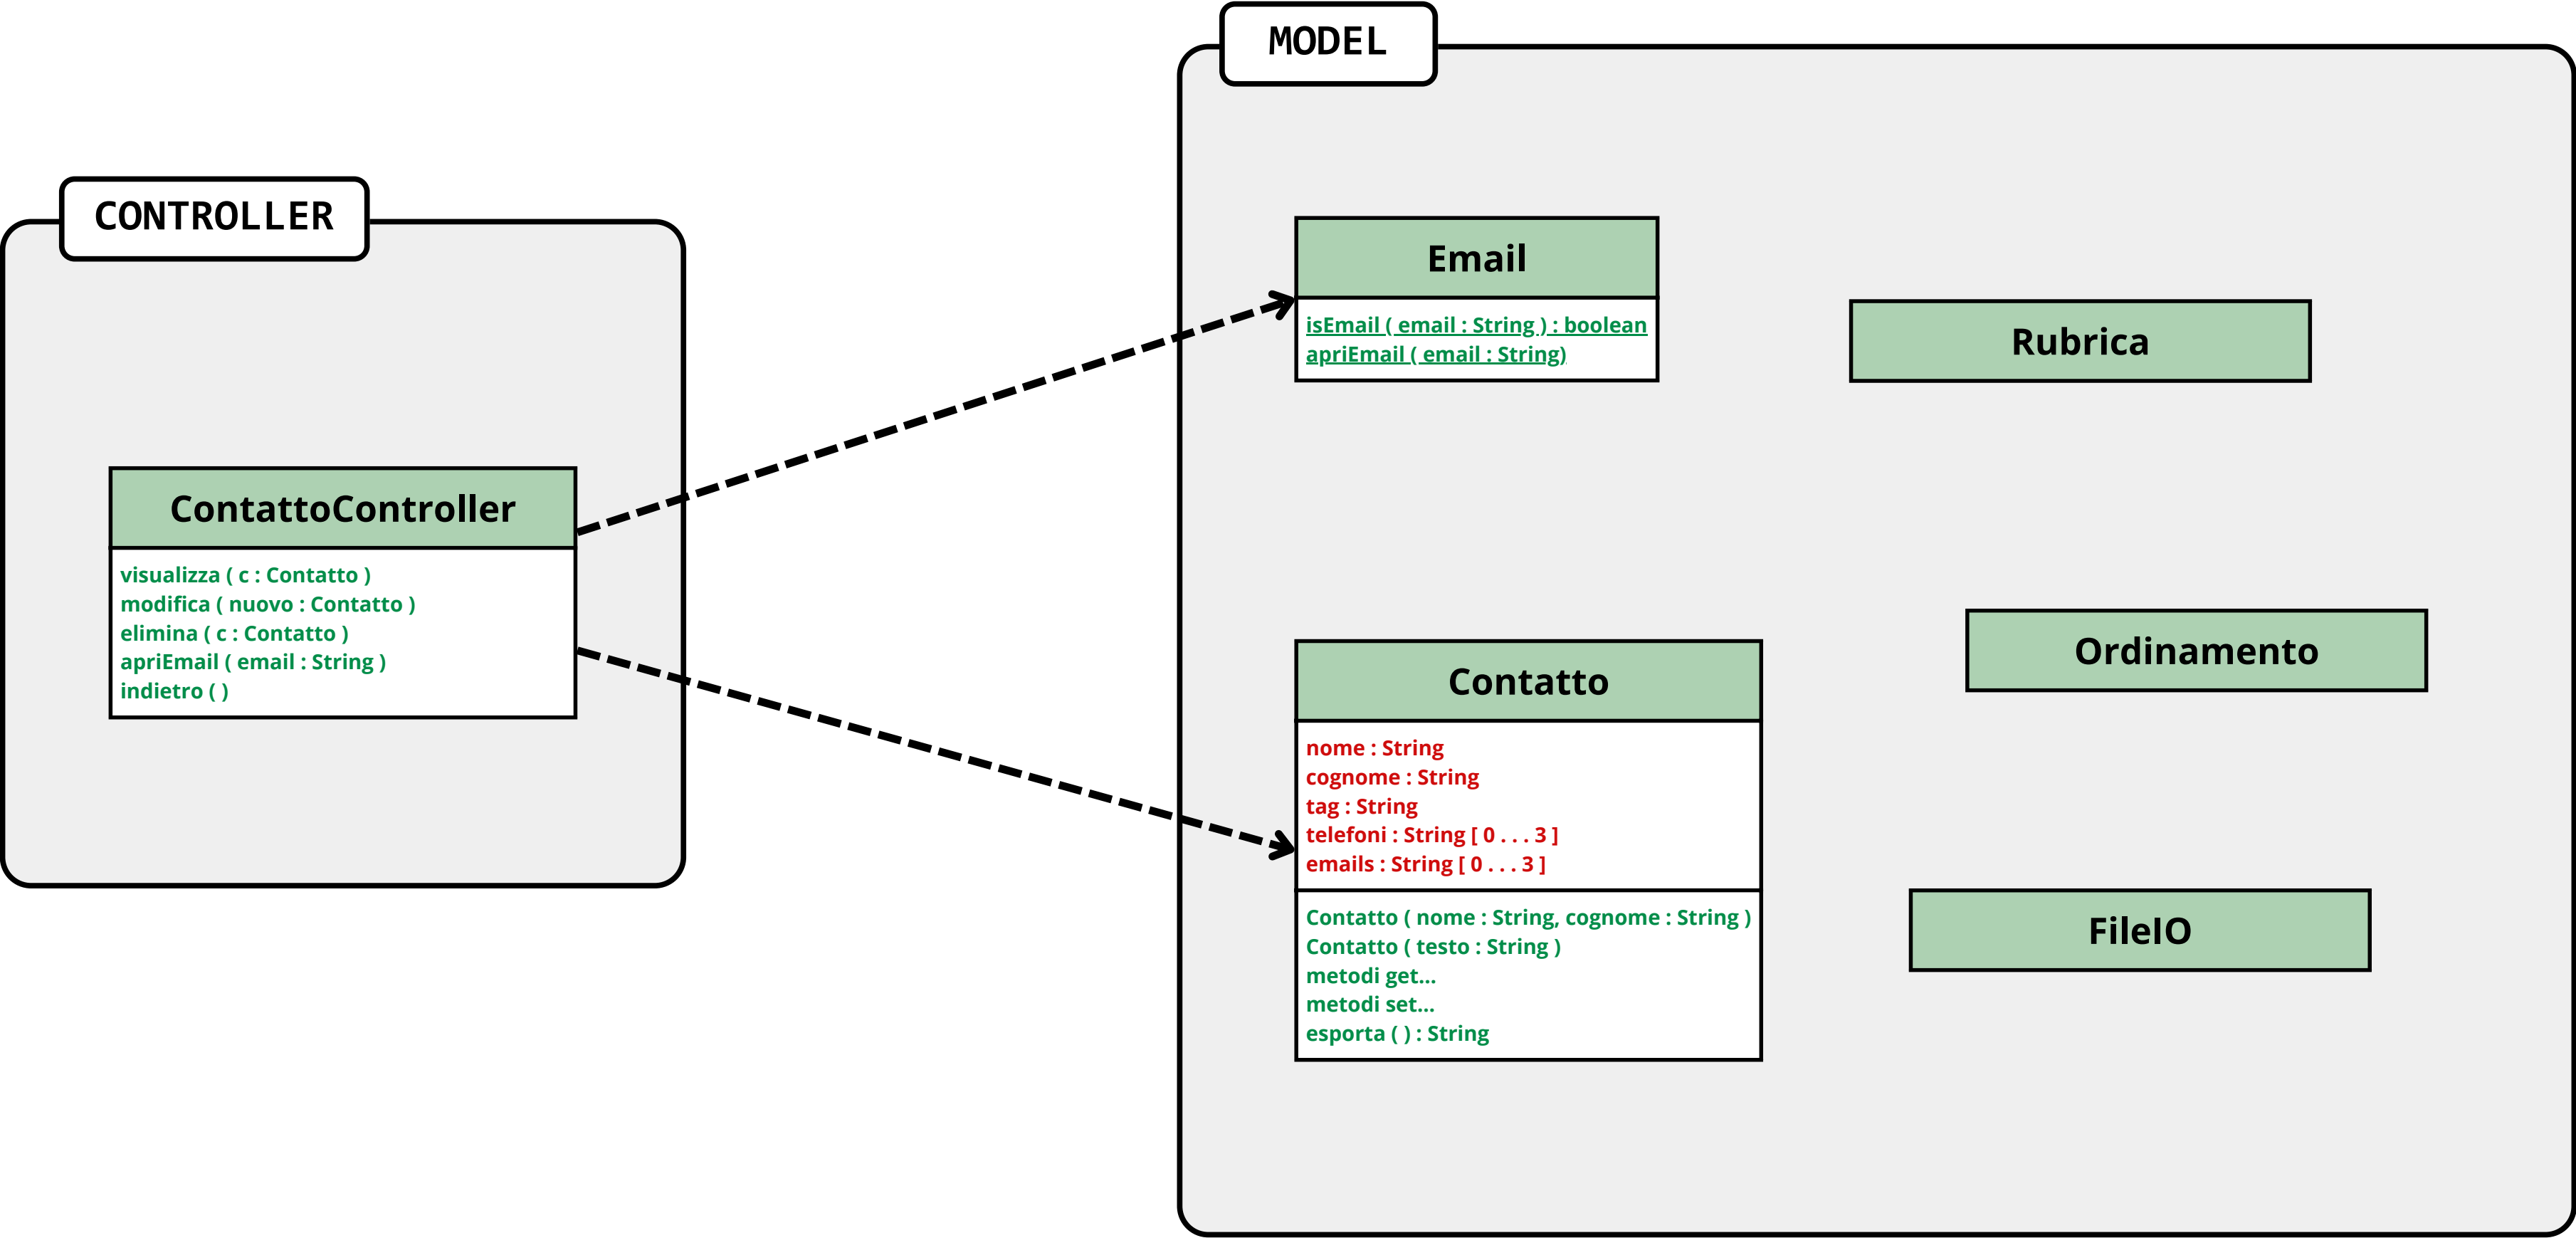 CONTROLLER
ContattoController
visualizza ( c : Contatto )
modifica ( nuovo : Contatto )
elimina ( c : Contatto )
apriEmail ( email : String )
indietro ( )
MODEL
Email
isEmail ( email : String ) : boolean
apriEmail ( email : String)
Rubrica
Ordinamento
Contatto
nome : String
cognome : String
tag : String
telefoni : String [ 0 . . . 3 ]
emails : String [ 0 . . . 3 ]
Contatto ( nome : String, cognome : String )
Contatto ( testo : String )
metodi get...
metodi set...
esporta ( ) : String
FileIO